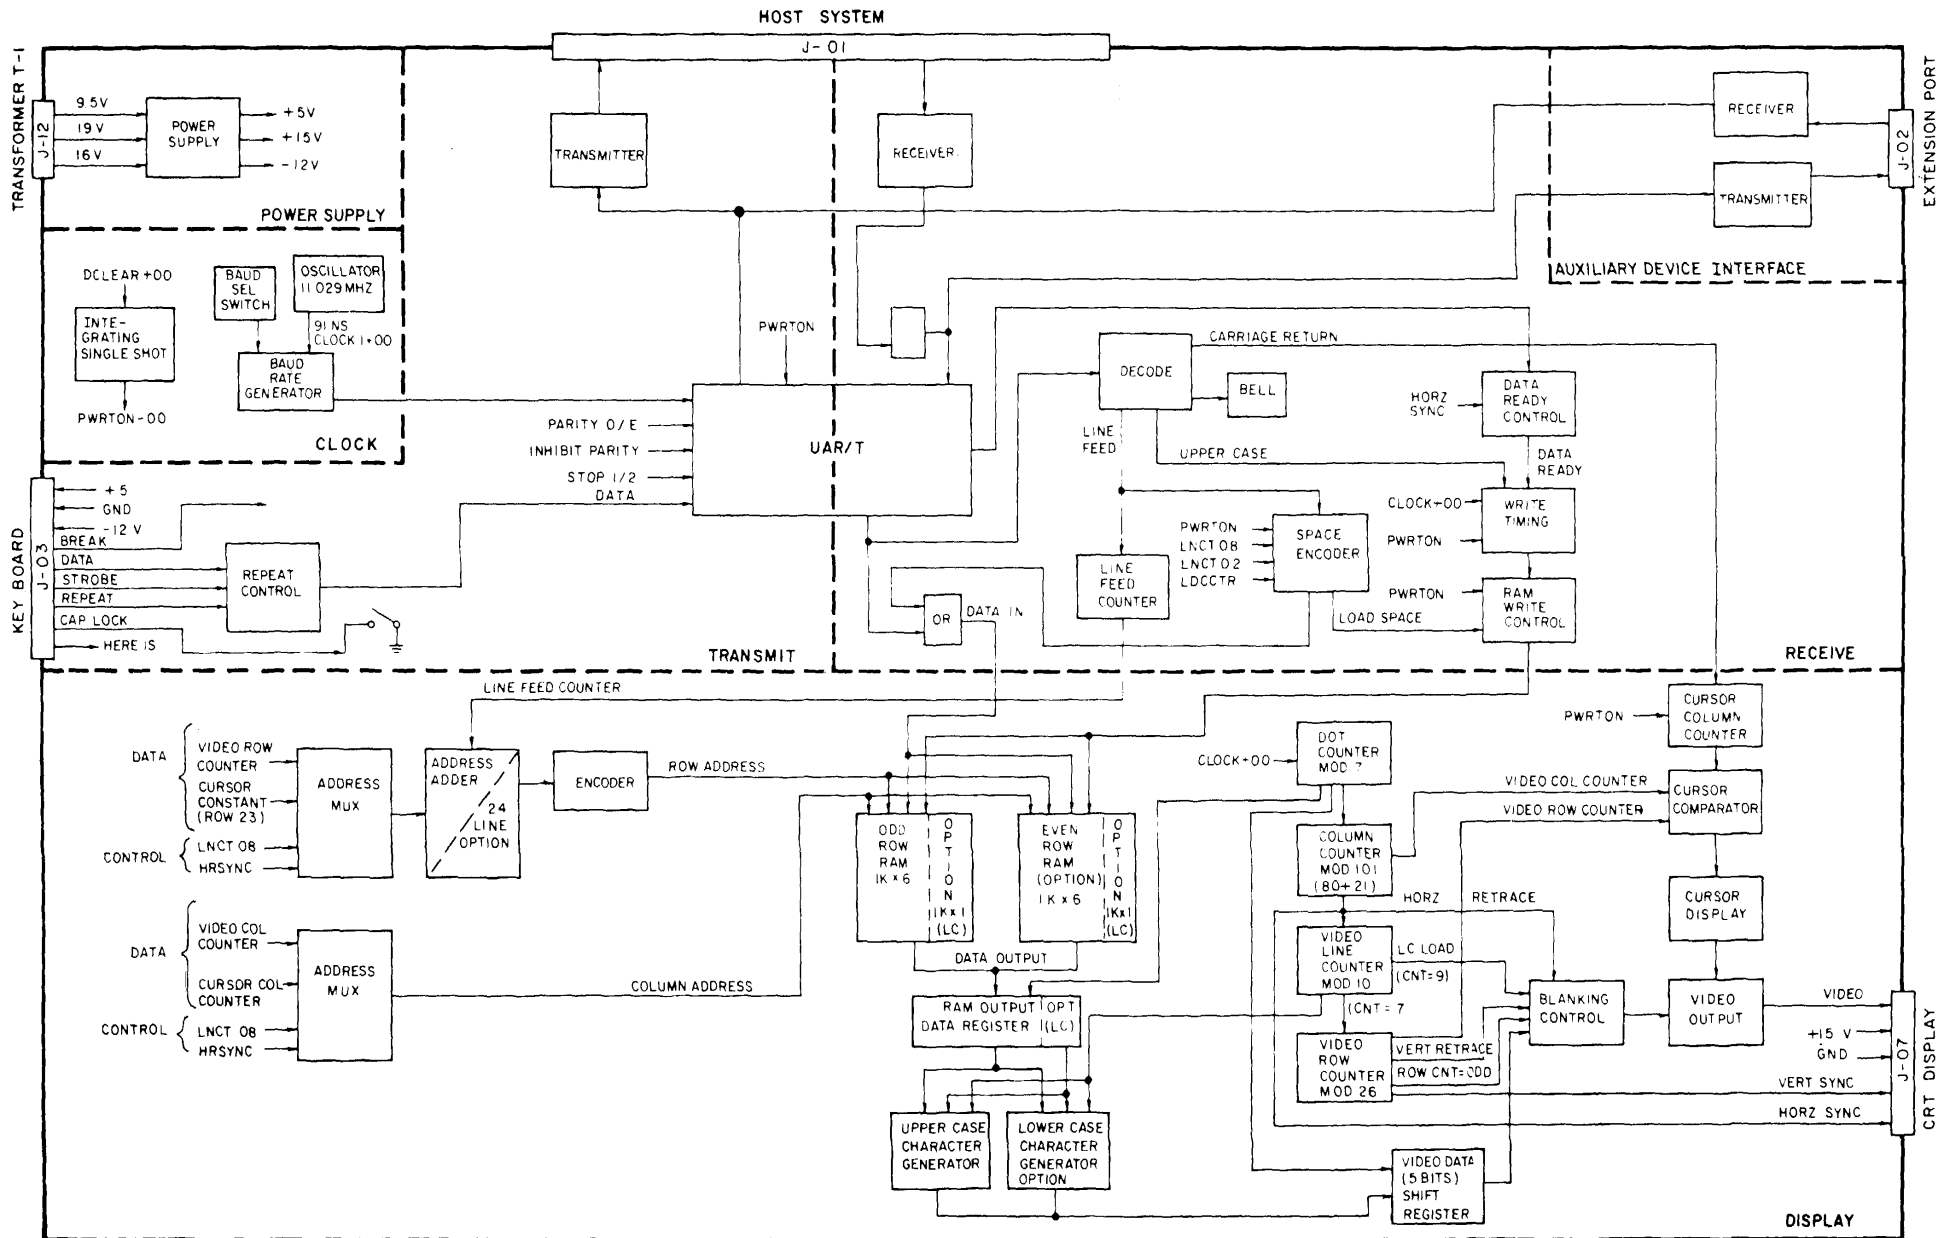 HOST SYSTEM
J-01
TRANSFORMER T-1
J-12
9.5V
19V
16V
POWER
SUPPLY
+5V
+15V
-12V
POWER SUPPLY
TRANSMITTER
RECEIVER
RECEIVER
TRANSMITTER
J-02
EXTENSION PORT
AUXILIARY DEVICE INTERFACE
DCLEAR+00
INTE-
GRATING
SINGLE SHOT
PWRTON-00
BAUD
SEL
SWITCH
OSCILLATOR
11.029MHZ
91NS
CLOCK 1+00
BAUD
RATE
GENERATOR
CLOCK
PWRTON
PARITY O/E
INHIBIT PARITY
STOP 1/2
DATA
UAR/T
DECODE
CARRIAGE RETURN
BELL
LINE
FEED
UPPER CASE
HORZ
SYNC
DATA
READY
CONTROL
DATA
READY
CLOCK+00
PWRTON
WRITE
TIMING
PWRTON
LNCT 08
LNCT 02
LDCCTR
SPACE
ENCODER
LINE
FEED
COUNTER
PWRTON
LOAD SPACE
RAM
WRITE
CONTROL
OR
DATA IN
KEY BOARD
J-03
+5
GND
-12 V
BREAK
DATA
STROBE
REPEAT
CAP LOCK
HERE IS
REPEAT
CONTROL
TRANSMIT
RECEIVE
LINE FEED COUNTER
DATA
VIDEO ROW
COUNTER
CURSOR
CONSTANT
(ROW 23)
CONTROL
LNCT 08
HRSYNC
ADDRESS
MUX
ADDRESS
ADDER
24
LINE
OPTION
ENCODER
ROW ADDRESS
DATA
VIDEO COL
COUNTER
CURSOR COL
COUNTER
CONTROL
LNCT 08
HRSYNC
ADDRESS
MUX
COLUMN ADDRESS
ODD
ROW
RAM
1K×6
OPTION
1K×1
(LC)
EVEN
ROW
RAM
(OPTION)
1K×6
OPTION
1K×1
(LC)
DATA OUTPUT
RAM OUTPUT
DATA REGISTER
OPT
(LC)
UPPER CASE
CHARACTER
GENERATOR
LOWER CASE
CHARACTER
GENERATOR
OPTION
CLOCK+00
DOT
COUNTER
MOD 7
COLUMN
COUNTER
MOD 101
(80+21)
VIDEO
LINE
COUNTER
MOD 10
(CNT=7
VIDEO
ROW
COUNTER
MOD 26
VIDEO COL COUNTER
VIDEO ROW COUNTER
HORZ RETRACE
LC LOAD
(CNT=9)
VERT RETRACE
ROW CNT=ODD
PWRTON
CURSOR
COLUMN
COUNTER
CURSOR
COMPARATOR
CURSOR
DISPLAY
BLANKING
CONTROL
VIDEO
OUTPUT
VIDEO
+15 V
GND
VERT SYNC
HORZ SYNC
J-07
CRT DISPLAY
VIDEO DATA
(5 BITS)
SHIFT
REGISTER
DISPLAY